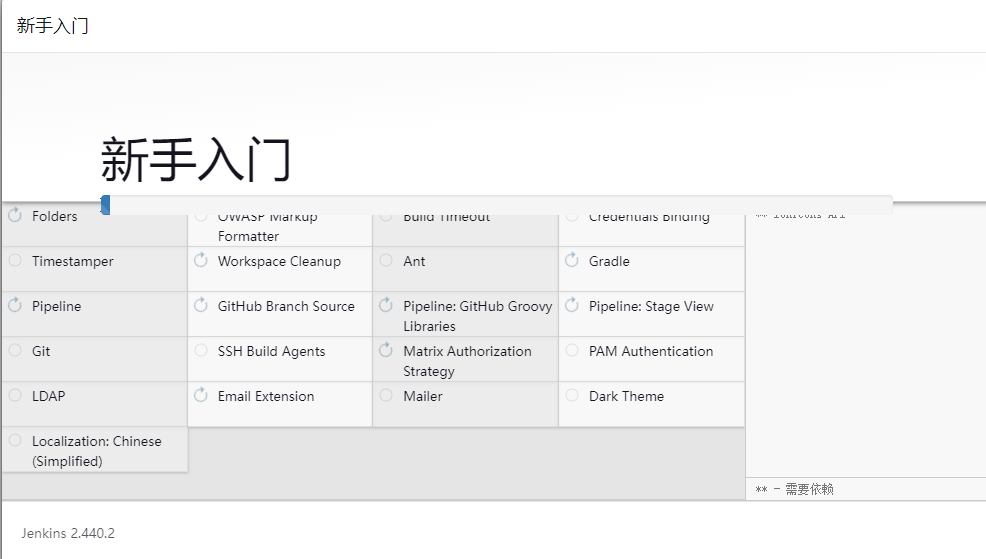 新手入门
新手入门
Folders
OWASP Markup
Formatter
Build Timeout
Credentials Binding
** Ionicons API
Timestamper
Workspace Cleanup
Ant
Gradle
Pipeline
GitHub Branch Source
Pipeline: GitHub Groovy
Libraries
Pipeline: Stage View
Git
SSH Build Agents
Matrix Authorization
Strategy
PAM Authentication
LDAP
Email Extension
Mailer
Dark Theme
Localization: Chinese
(Simplified)
** - 需要依赖
Jenkins 2.440.2